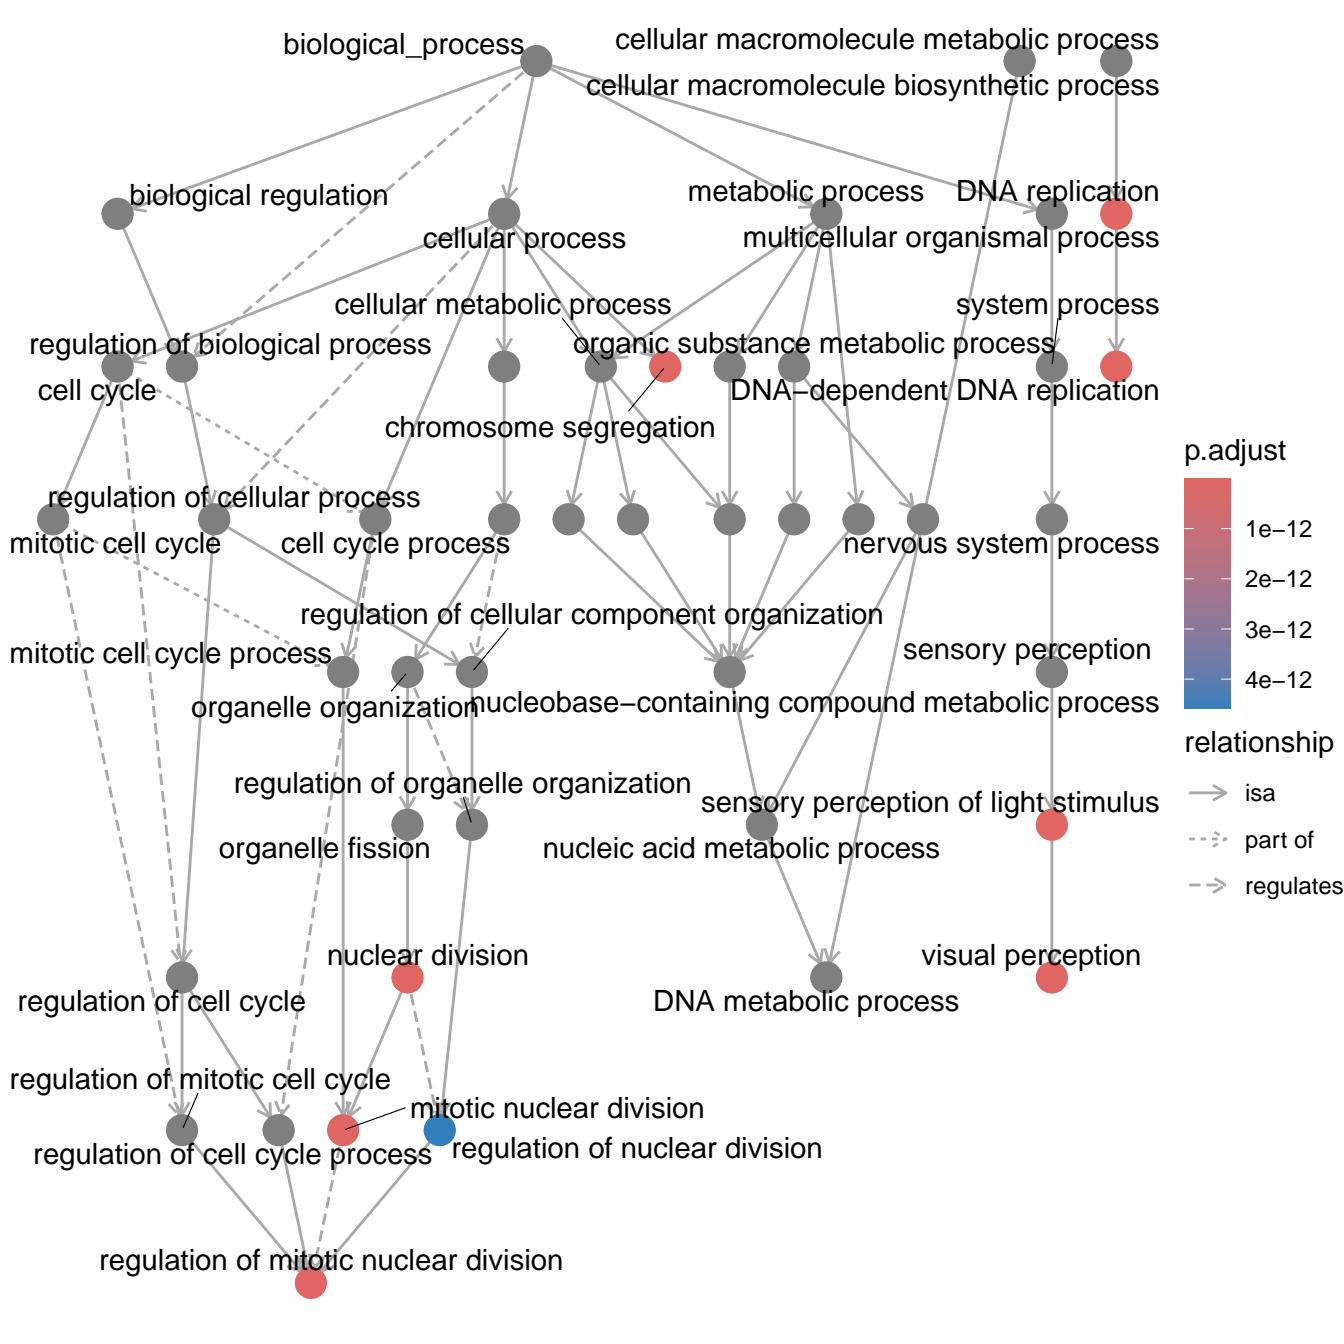 cellular macromolecule metabolic process
biological_process
cellular macromolecule biosynthetic process
biological regulation
metabolic process
DNA replication
cellular process
multicellular organismal process
cellular metabolic process
system process
regulation of biological process
organic substance metabolic process
cell cycle
DNA−dependent DNA replication
chromosome segregation
regulation of cellular process
mitotic cell cycle
cell cycle process
nervous system process
regulation of cellular component organization
mitotic cell cycle process
sensory perception
organelle organization
nucleobase−containing compound metabolic process
regulation of organelle organization
sensory perception of light stimulus
organelle fission
nucleic acid metabolic process
nuclear division
visual perception
regulation of cell cycle
DNA metabolic process
regulation of mitotic cell cycle
mitotic nuclear division
regulation of cell cycle process
regulation of nuclear division
regulation of mitotic nuclear division
p.adjust
1e−12
2e−12
3e−12
4e−12
relationship
isa
part of
regulates